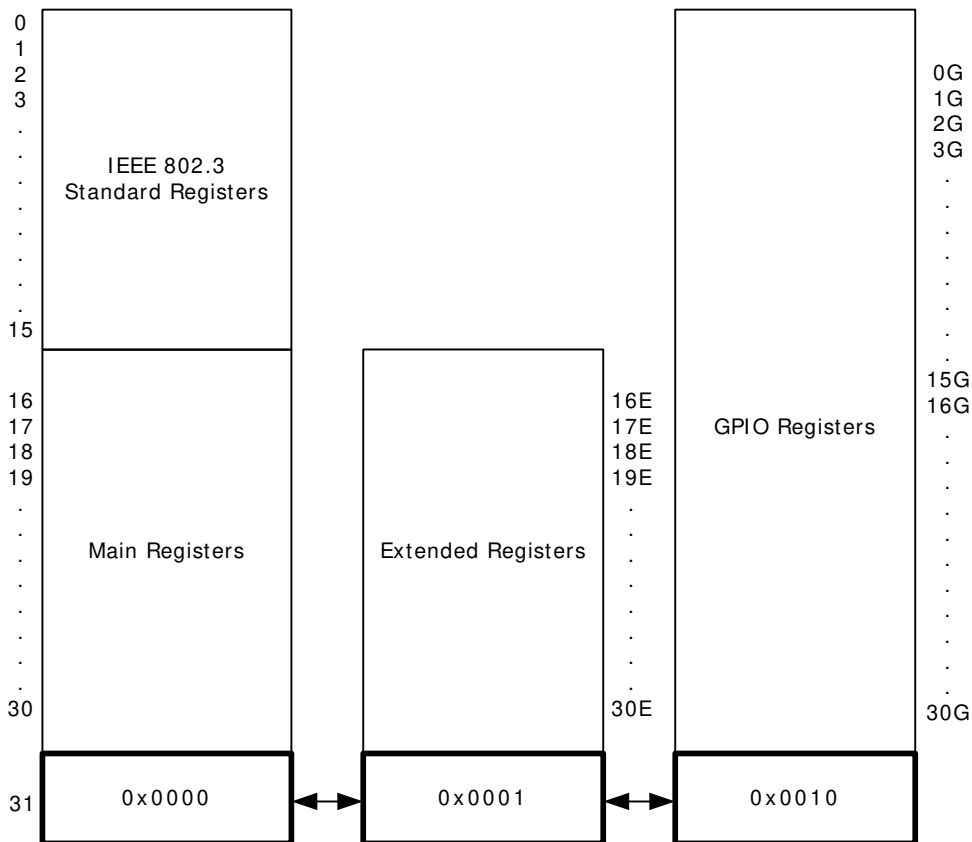 0
1
2
3
.
.
.
.
.
.
.
.
15
IEEE 802.3
Standard Registers
16
17
18
19
.
.
.
.
.
.
.
.
30
Main Registers
Extended Registers
16E
17E
18E
19E
.
.
.
.
.
.
.
.
30E
GPIO Registers
0G
1G
2G
3G
.
.
.
.
.
.
.
.
15G
16G
.
.
.
.
.
.
.
.
.
.
.
30G
31
0x0000
0x0001
0x0010